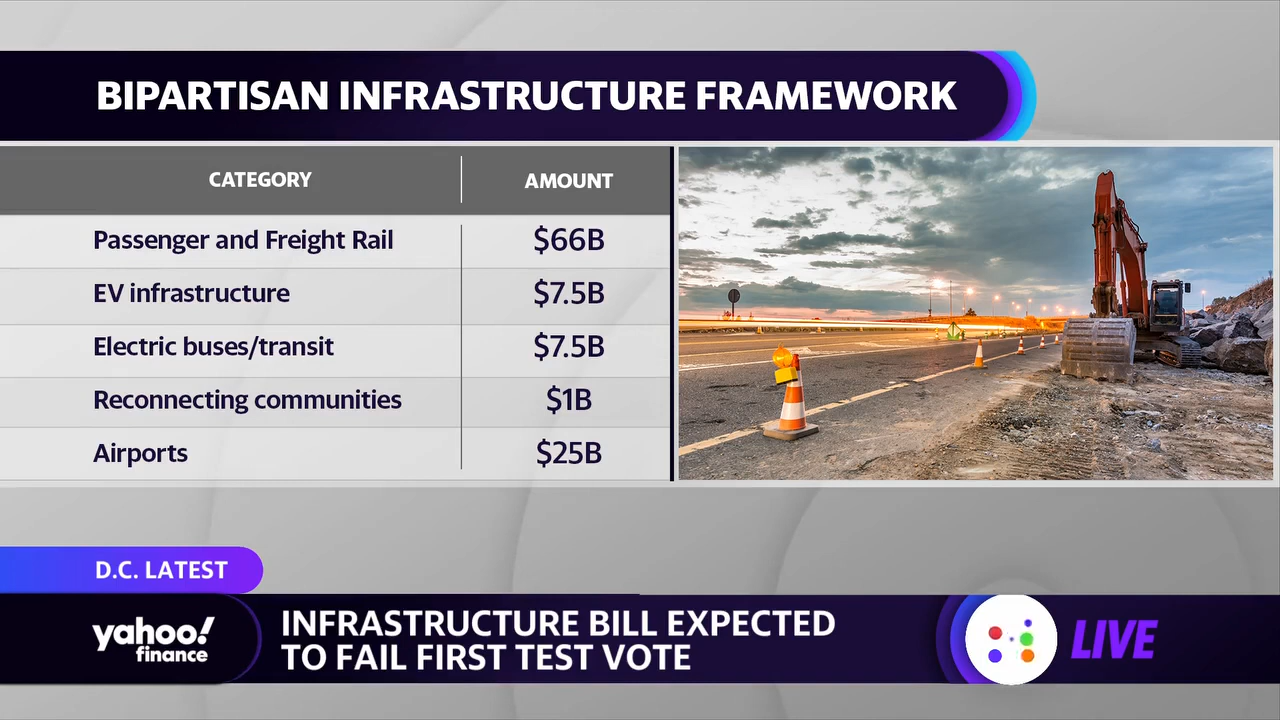 BIPARTISAN INFRASTRUCTURE FRAMEWORK
CATEGORY AMOUNT
Passenger and Freight Rail $66B
EV infrastructure $7.5B
Electric buses/transit $7.5B
Reconnecting communities $1B
Airports $25B
D.C. LATEST
yahoo!
finance
INFRASTRUCTURE BILL EXPECTED
TO FAIL FIRST TEST VOTE
LIVE